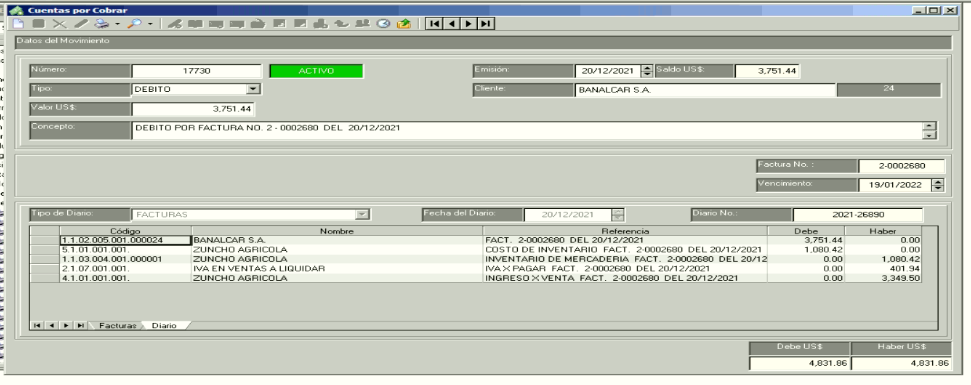 Cuentas por Cobrar
Datos del Movimiento
Número: 17730 ACTIVO Emisión: 20/12/2021 Saldo US$: 3,751.44
Tipo: DEBITO Cliente: BANALCAR S.A. 24
Valor US$: 3,751.44
Concepto: DEBITO POR FACTURA NO. 2 - 0002680 DEL 20/12/2021
Factura No. : 2-0002680
Vencimiento: 19/01/2022
Tipo de Diario: FACTURAS Fecha del Diario: 20/12/2021 Diario No.: 2021-26890
Código Nombre Referencia Debe Haber
1.1.02.005.001.000024 BANALCAR S.A. FACT. 2-0002680 DEL 20/12/2021 3,751.44 0.00
5.1.01.001.001. ZUNCHO AGRICOLA COSTO DE INVENTARIO FACT. 2-0002680 DEL 20/12/2021 1,080.42 0.00
1.1.03.004.001.000001 ZUNCHO AGRICOLA INVENTARIO DE MERCADERIA FACT. 2-0002680 DEL 20/12 0.00 1,080.42
2.1.07.001.001. IVA EN VENTAS A LIQUIDAR IVA X PAGAR FACT. 2-0002680 DEL 20/12/2021 0.00 401.94
4.1.01.001.001. ZUNCHO AGRICOLA INGRESO X VENTA FACT. 2-0002680 DEL 20/12/2021 0.00 3,349.50
Facturas Diario
Debe US$ Haber US$
4,831.86 4,831.86